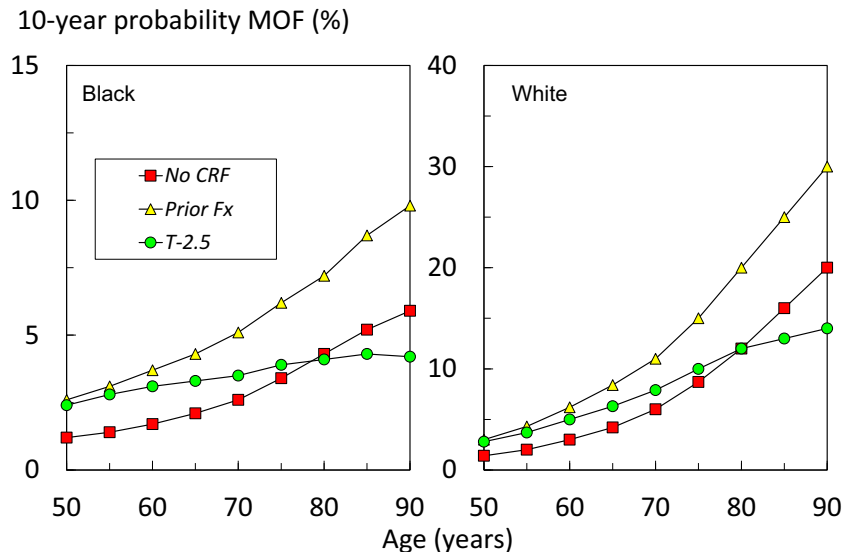 10-year probability MOF (%)
15
10
5
0
Black
No CRF
Prior Fx
T-2.5
50 60 70 80 90
40
30
20
10
0
White
50 60 70 80 90
Age (years)